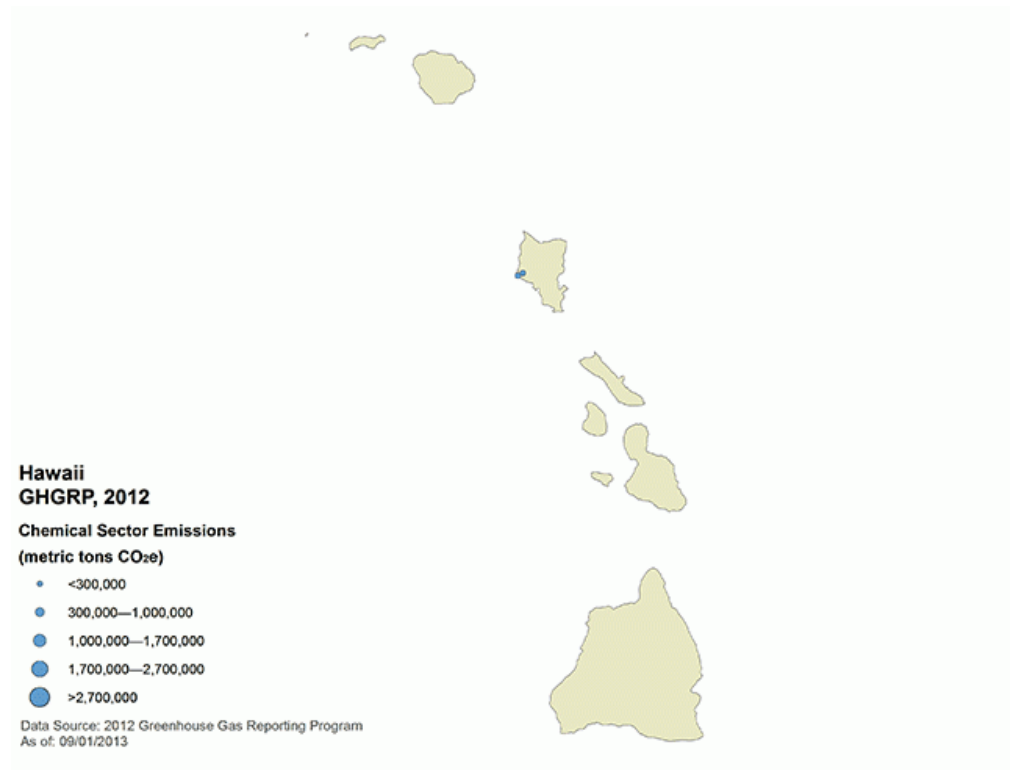 Hawaii
GHGRP, 2012
Chemical Sector Emissions
(metric tons CO₂e)
<300,000
300,000—1,000,000
1,000,000—1,700,000
1,700,000—2,700,000
>2,700,000
Data Source: 2012 Greenhouse Gas Reporting Program
As of: 09/01/2013